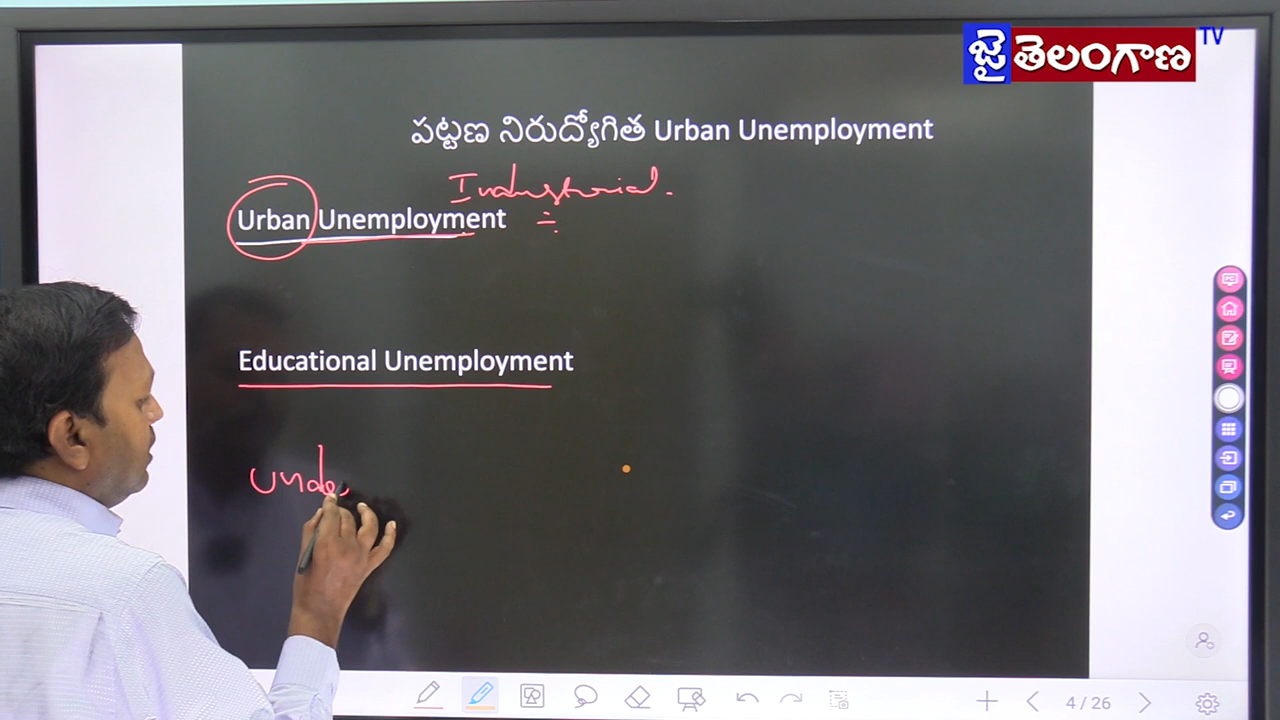 జై తెలంగాణ TV
పట్టణ నిరుద్యోగిత Urban Unemployment
Industrial.
Urban Unemployment
Educational Unemployment
Unde
4 / 26